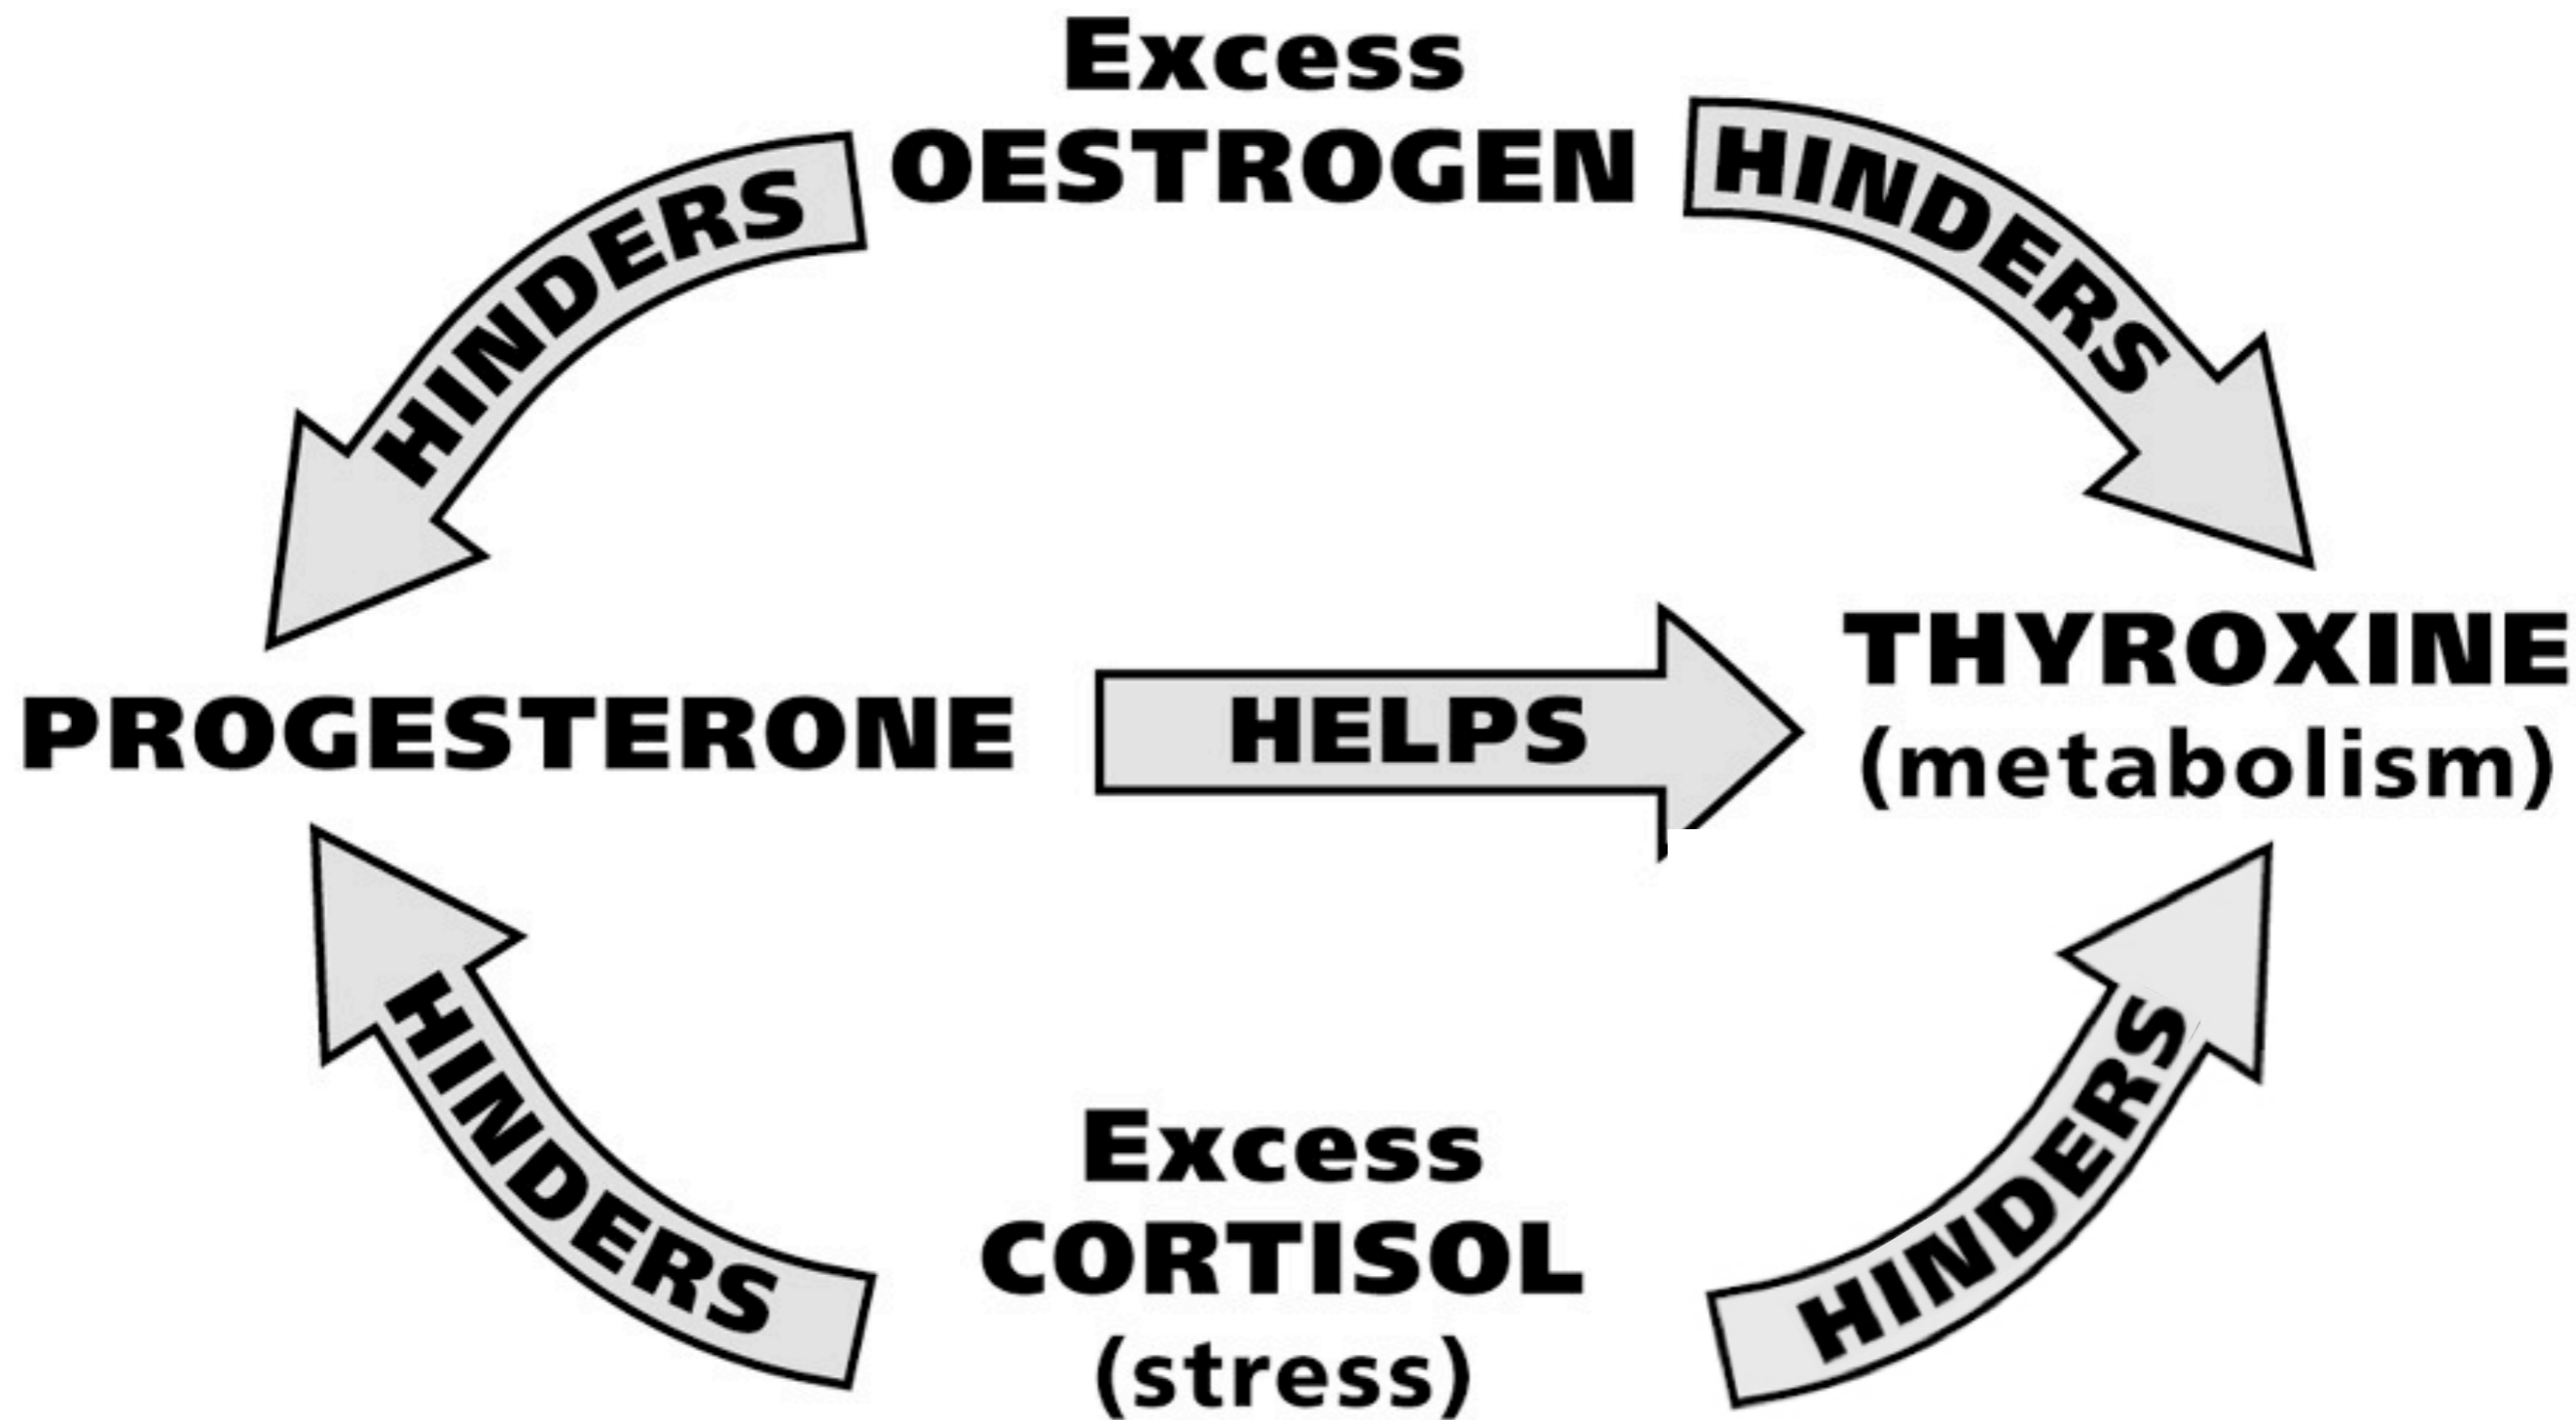 Excess
OESTROGEN
HINDERS
HINDERS
PROGESTERONE
HELPS
THYROXINE
(metabolism)
HINDERS
Excess
CORTISOL
(stress)
HINDERS